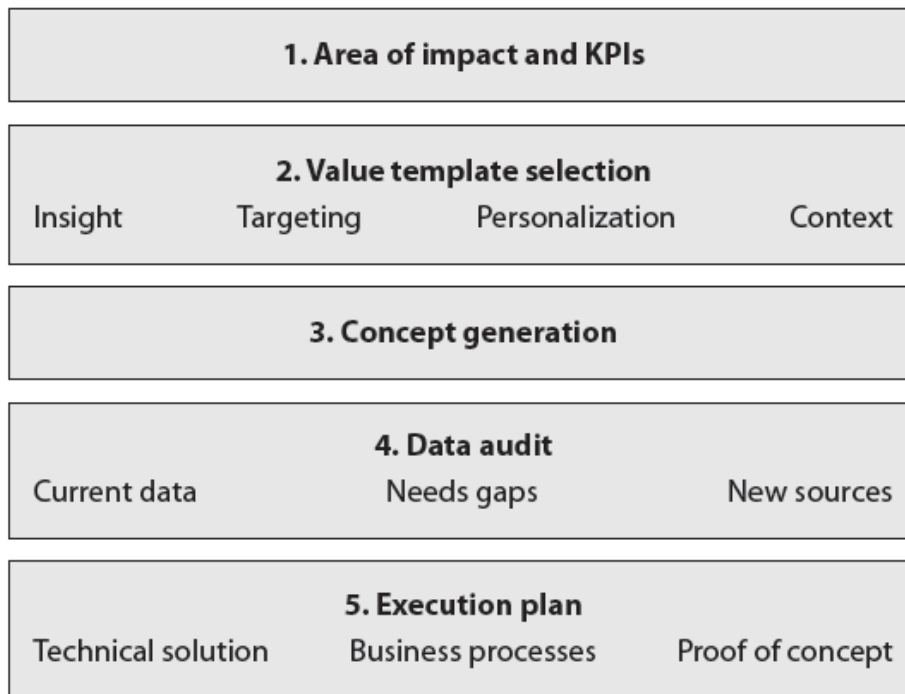 1. Area of impact and KPIs
2. Value template selection
Insight Targeting Personalization Context
3. Concept generation
4. Data audit
Current data Needs gaps New sources
5. Execution plan
Technical solution Business processes Proof of concept